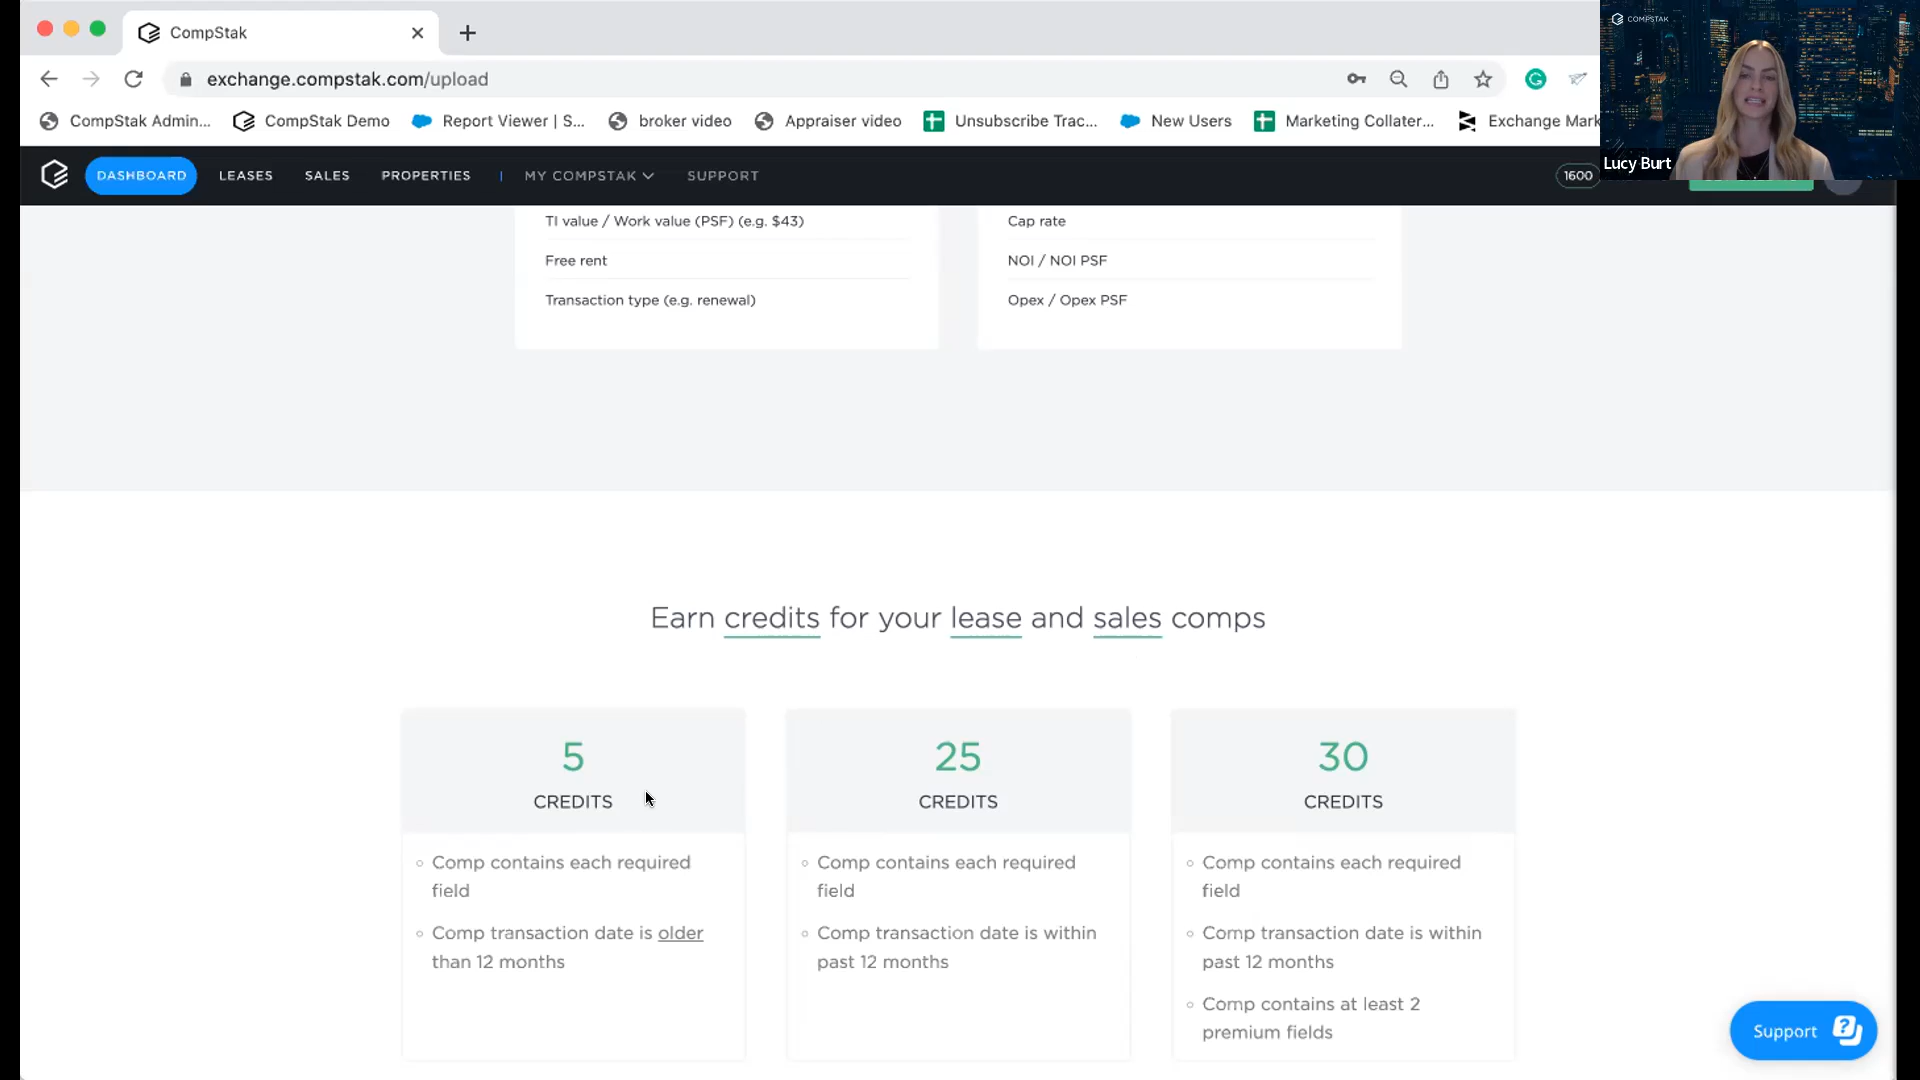 CompStak
COMPSTAK
exchange.compstak.com/upload
CompStak Admin...
CompStak Demo
Report Viewer | S...
broker video
Appraiser video
Unsubscribe Trac...
New Users
Marketing Collater...
Exchange Mark
Lucy Burt
DASHBOARD
LEASES
SALES
PROPERTIES
MY COMPSTAK
SUPPORT
1600
TI value / Work value (PSF) (e.g. $43)
Free rent
Transaction type (e.g. renewal)
Cap rate
NOI / NOI PSF
Opex / Opex PSF
Earn credits for your lease and sales comps
5
CREDITS
Comp contains each required
field
Comp transaction date is older
than 12 months
25
CREDITS
Comp contains each required
field
Comp transaction date is within
past 12 months
30
CREDITS
Comp contains each required
field
Comp transaction date is within
past 12 months
Comp contains at least 2
premium fields
Support